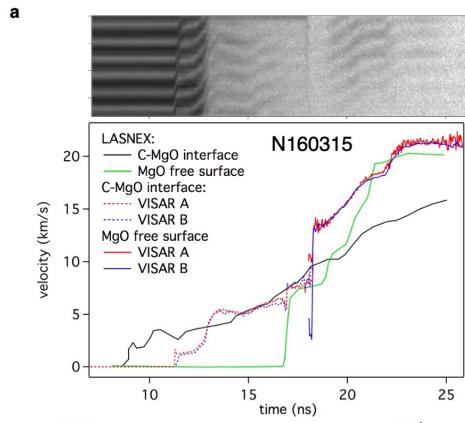 a
LASNEX:
C-MgO interface
MgO free surface
C-MgO interface:
VISAR A
VISAR B
MgO free surface
VISAR A
VISAR B
N160315
velocity (km/s)
20
15
10
5
0
10
15
20
25
time (ns)